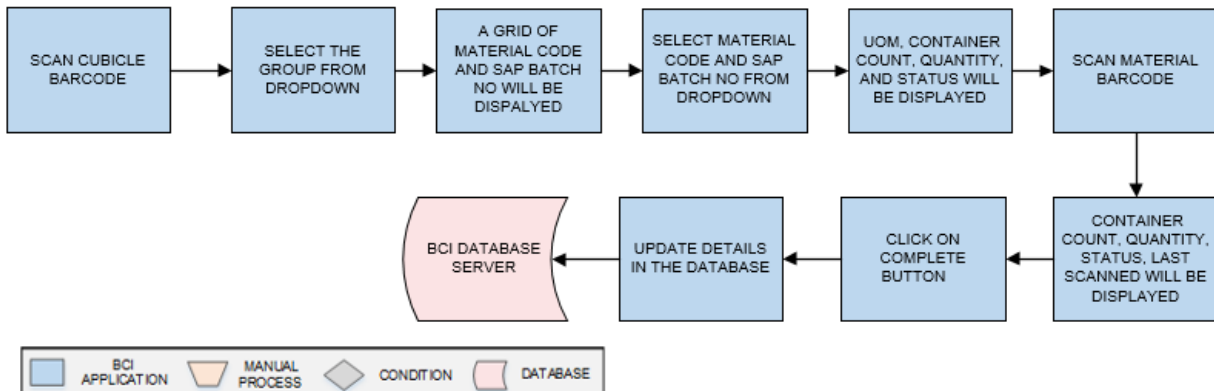 SCAN CUBICLE
BARCODE
SELECT THE
GROUP FROM
DROPDOWN
A GRID OF
MATERIAL CODE
AND SAP BATCH
NO WILL BE
DISPALYED
SELECT MATERIAL
CODE AND SAP
BATCH NO FROM
DROPDOWN
UOM, CONTAINER
COUNT, QUANTITY,
AND STATUS WILL
BE DISPLAYED
SCAN MATERIAL
BARCODE
CONTAINER
COUNT, QUANTITY,
STATUS, LAST
SCANNED WILL BE
DISPLAYED
CLICK ON
COMPLETE
BUTTON
UPDATE DETAILS
IN THE DATABASE
BCI DATABASE
SERVER
BCI
APPLICATION
MANUAL
PROCESS
CONDITION
DATABASE